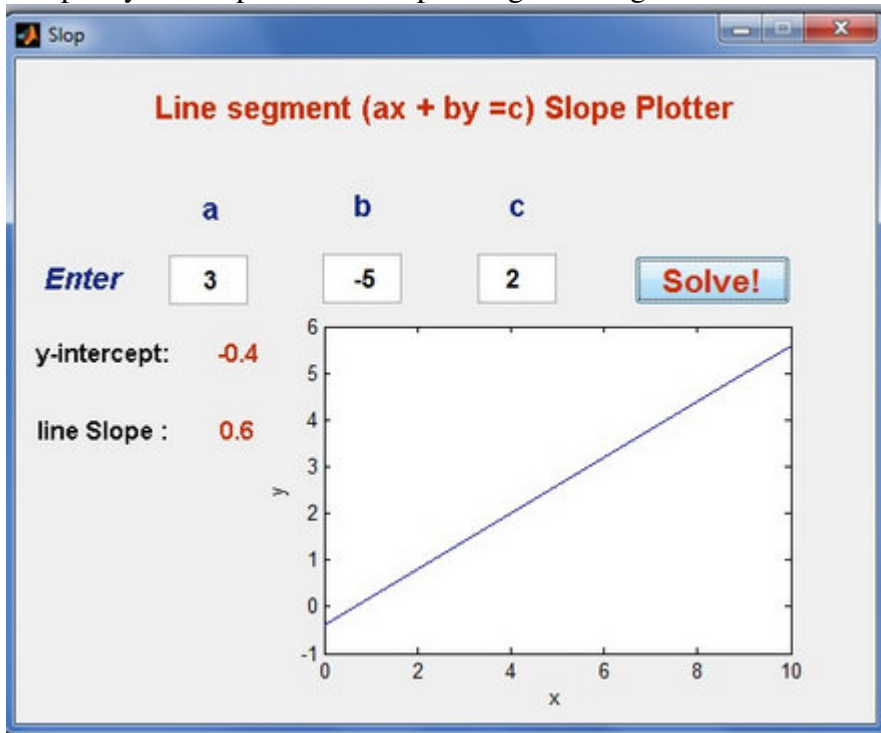 Slop
Line segment (ax + by =c) Slope Plotter
a b c
Enter 3 -5 2 Solve!
y-intercept: -0.4
line Slope : 0.6
6
5
4
3
2
1
0
-1
y
0 2 4 6 8 10
x